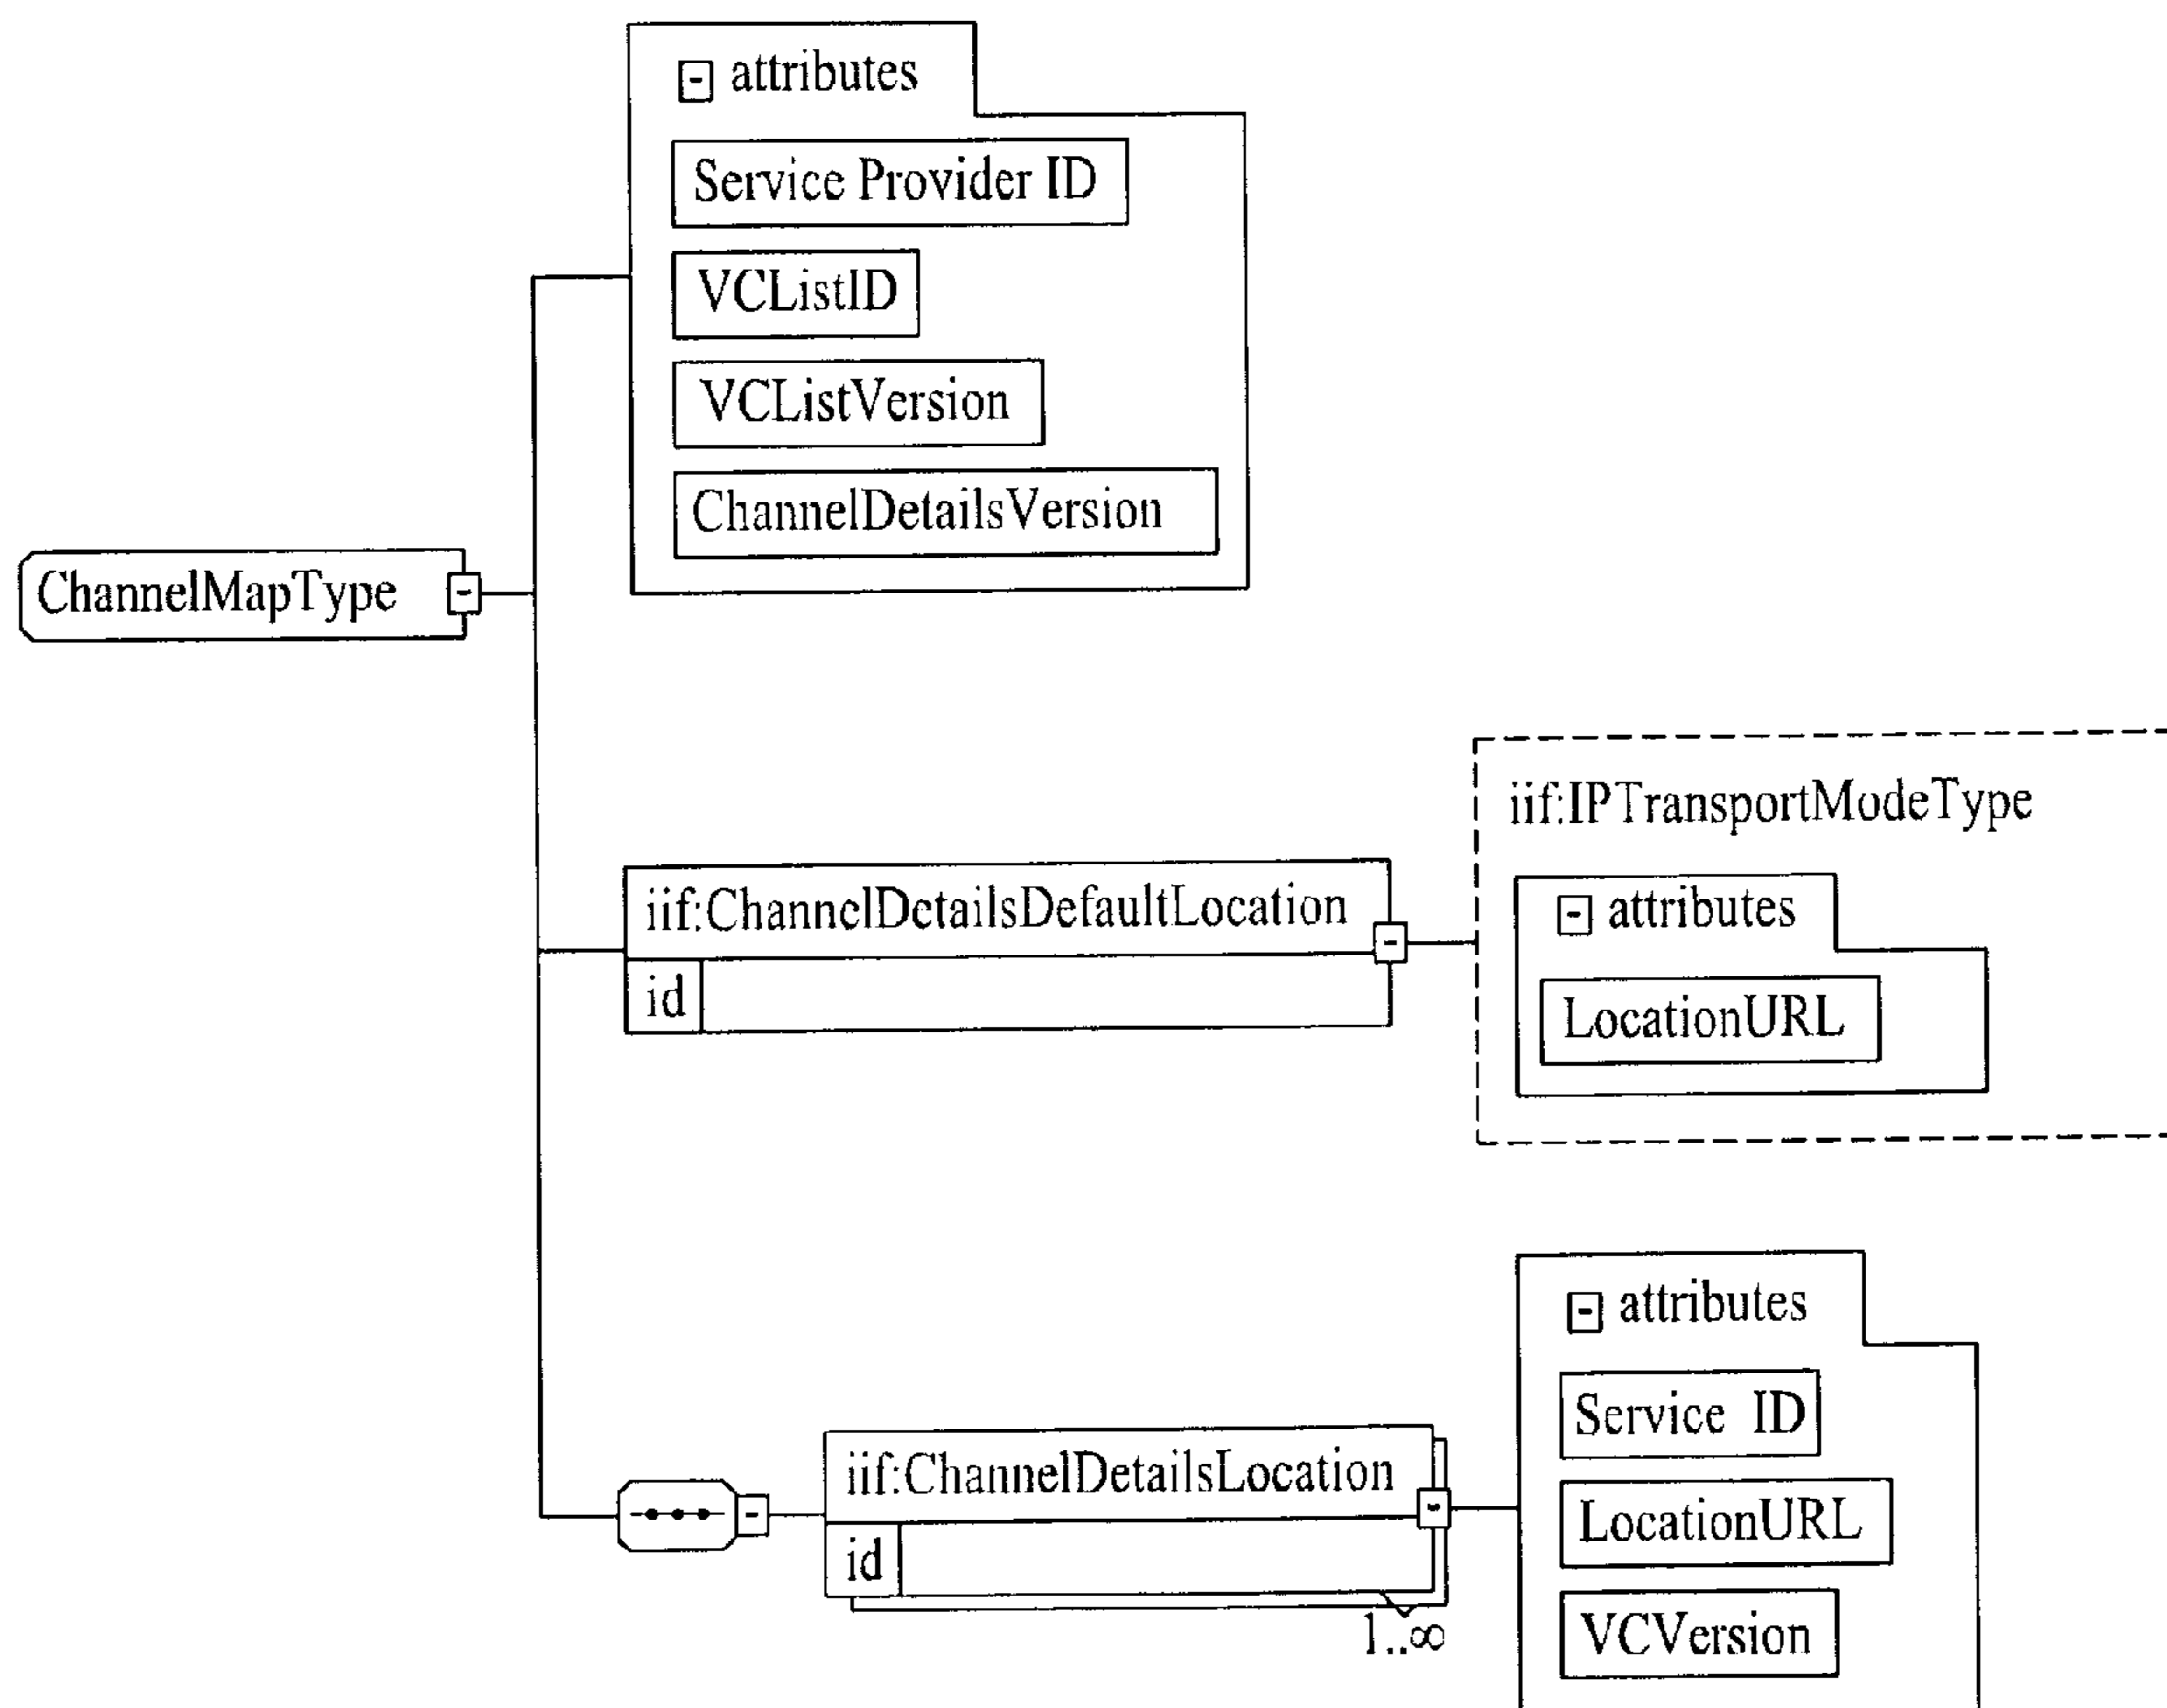 attributes
Service Provider ID
VCListID
VCListVersion
ChannelDetailsVersion
ChannelMapType
iif:IPTransportModeType
iif:ChannelDetailsDefaultLocation
id
attributes
LocationURL
attributes
Service ID
iif:ChannelDetailsLocation
id
LocationURL
VCVersion
1..∞